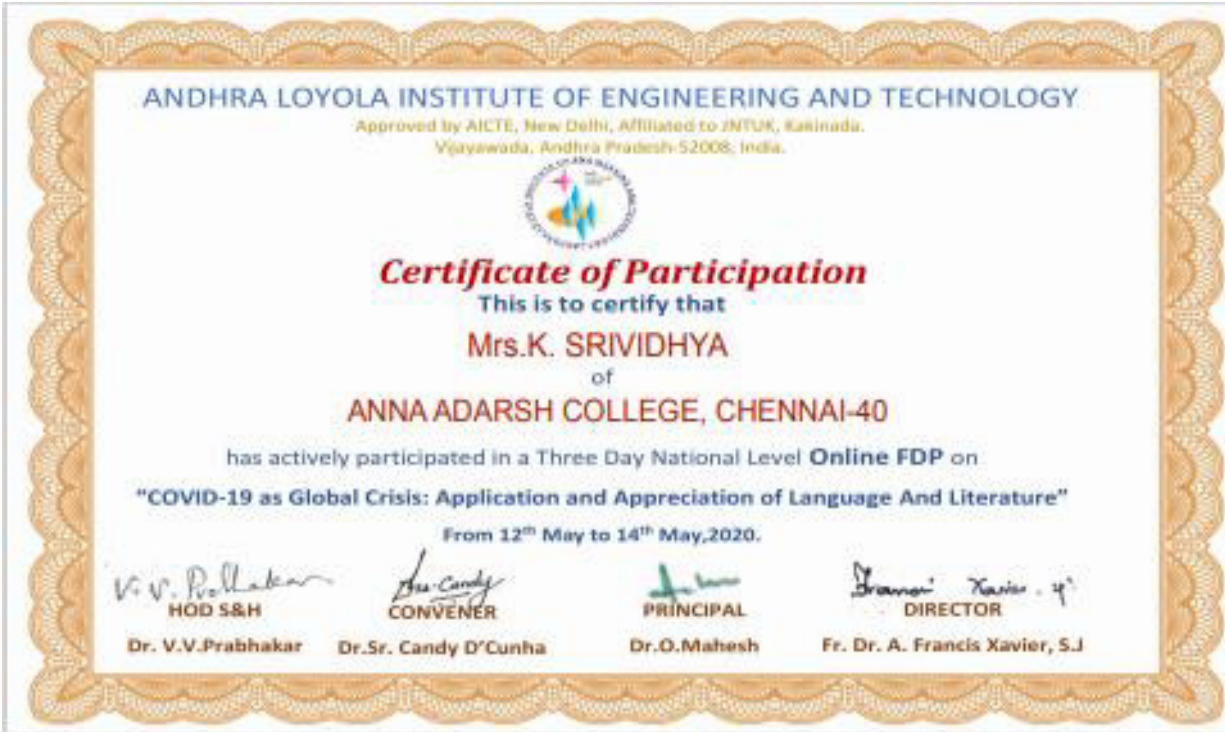 ANDHRA LOYOLA INSTITUTE OF ENGINEERING AND TECHNOLOGY
Approved by AICTE, New Delhi, Affiliated to JNTUK, Kakinada.
Vijayawada, Andhra Pradesh-52008, India.
Certificate of Participation
This is to certify that
Mrs.K. SRIVIDHYA
of
ANNA ADARSH COLLEGE, CHENNAI-40
has actively participated in a Three Day National Level Online FDP on
"COVID-19 as Global Crisis: Application and Appreciation of Language And Literature"
From 12th May to 14th May,2020.
V. V. Prabhakar
HOD S&H CONVENER PRINCIPAL DIRECTOR
Dr. V.V.Prabhakar Dr.Sr. Candy D'Cunha Dr.O.Mahesh Fr. Dr. A. Francis Xavier, S.J